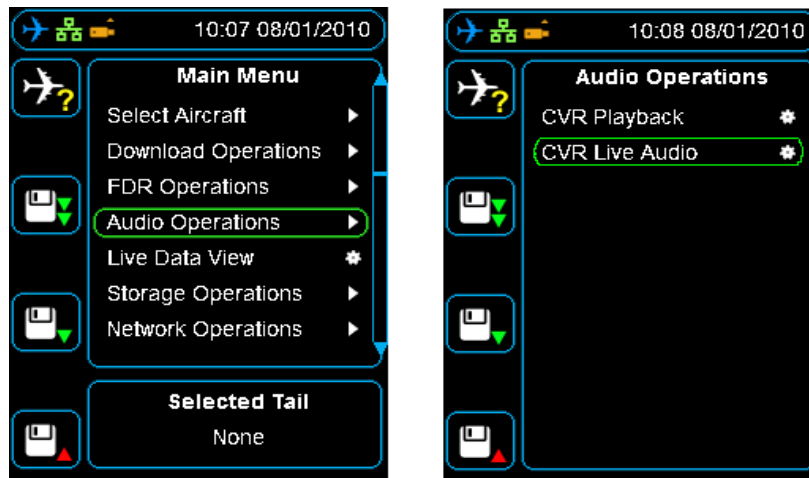 10:07 08/01/2010
?
Main Menu
Select Aircraft
Download Operations
FDR Operations
Audio Operations
Live Data View
Storage Operations
Network Operations
Selected Tail
None
10:08 08/01/2010
?
Audio Operations
CVR Playback
CVR Live Audio